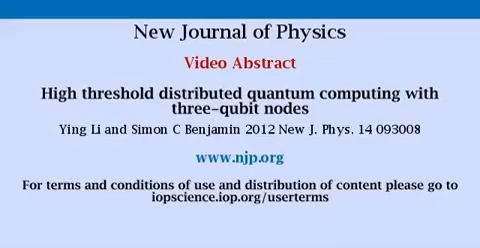 New Journal of Physics
Video Abstract
High threshold distributed quantum computing with
three-qubit nodes
Ying Li and Simon C Benjamin 2012 New J. Phys. 14 093008
www.njp.org
For terms and conditions of use and distribution of content please go to
iopscience.iop.org/userterms